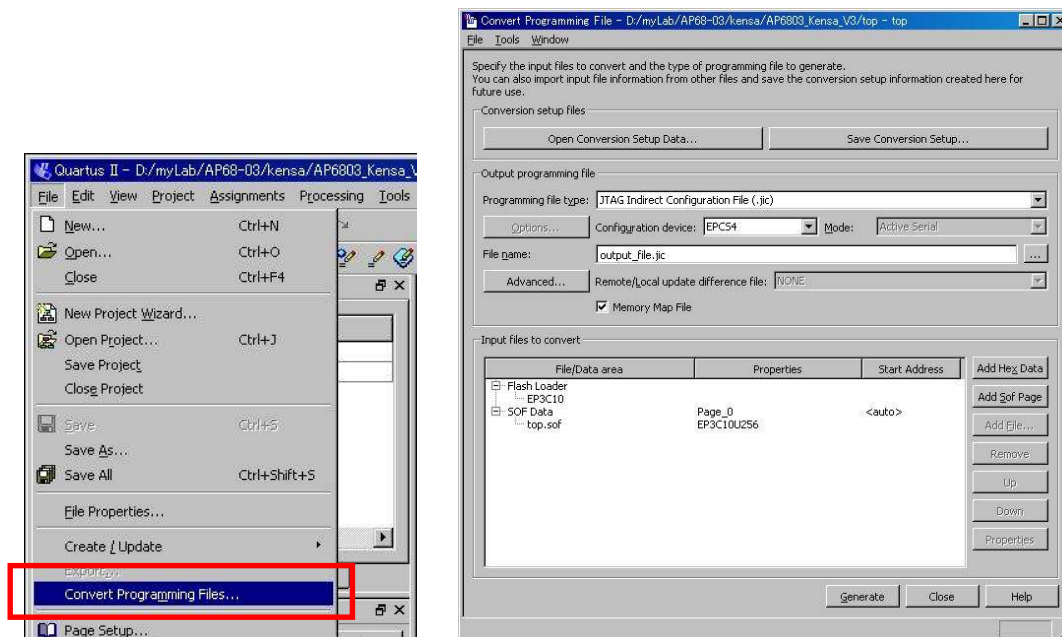 Quartus II - D:/myLab/AP68-03/kensa/AP6803_Kensa_V
File Edit View Project Assignments Processing Tools
New... Ctrl+N
Open... Ctrl+O
Close Ctrl+F4
New Project Wizard...
Open Project... Ctrl+J
Save Project
Close Project
Save Ctrl+S
Save As...
Save All Ctrl+Shift+S
File Properties...
Create / Update
Export...
Convert Programming Files...
Page Setup...
Convert Programming File - D:/myLab/AP68-03/kensa/AP6803_Kensa_V3/top - top
File Tools Window
Specify the input files to convert and the type of programming file to generate.
You can also import input file information from other files and save the conversion setup information created here for
future use.
Conversion setup files
Open Conversion Setup Data... Save Conversion Setup...
Output programming file
Programming file type: JTAG Indirect Configuration File (.jic)
Options... Configuration device: EPCS4 Mode: Active Serial
File name: output_file.jic ...
Advanced... Remote/Local update difference file: NONE
Memory Map File
Input files to convert
File/Data area Properties Start Address Add Hex Data
Flash Loader
EP3C10 Add Sof Page
SOF Data Page_0 <auto>
top.sof EP3C10U256 Add File...
Remove
Up
Down
Properties
Generate Close Help